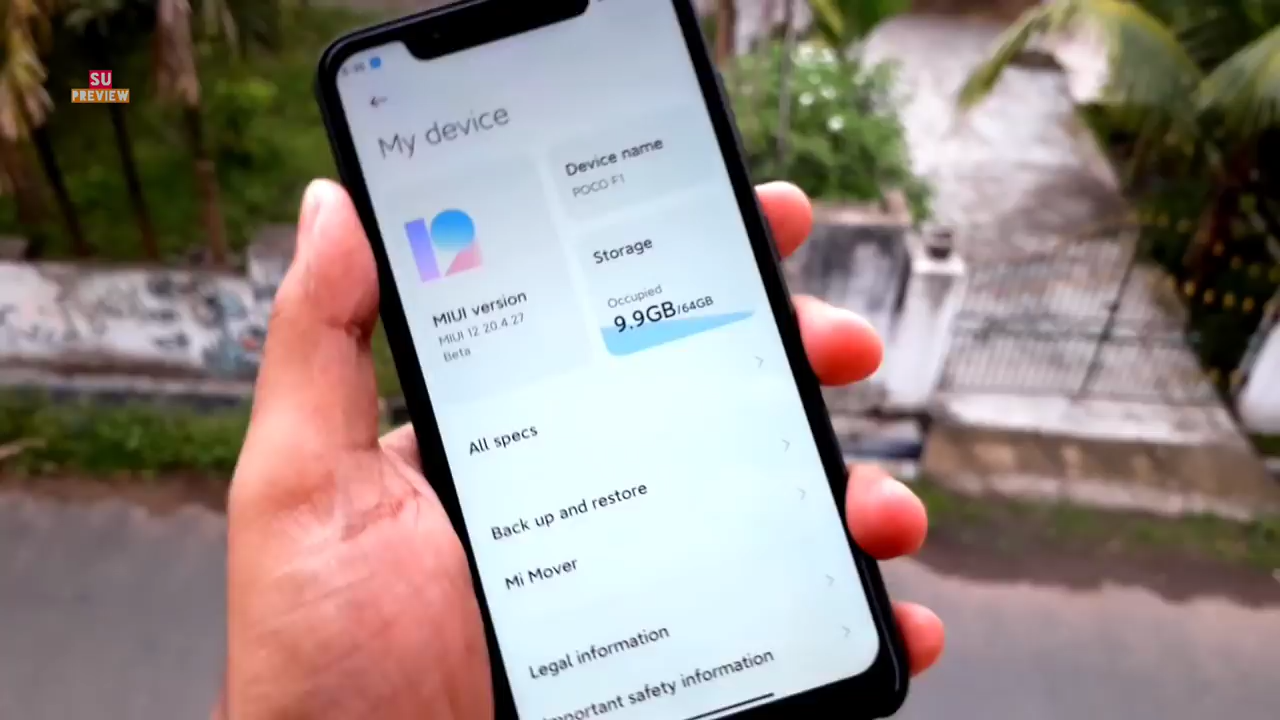 SU
PREVIEW
My device
Device name
POCO F1
12
MIUI version
MIUI 12 20.4.27
Beta
Storage
Occupied
9.9GB/64GB
All specs
Back up and restore
Mi Mover
Legal information
Important safety information